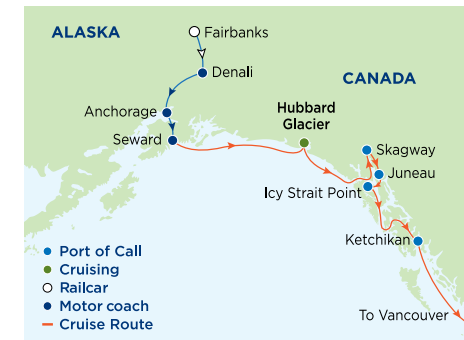 ALASKA
Fairbanks
Denali
CANADA
Anchorage
Hubbard
Glacier
Seward
Skagway
Juneau
Icy Strait Point
Ketchikan
Port of Call
Cruising
Railcar
Motor coach
Cruise Route
To Vancouver